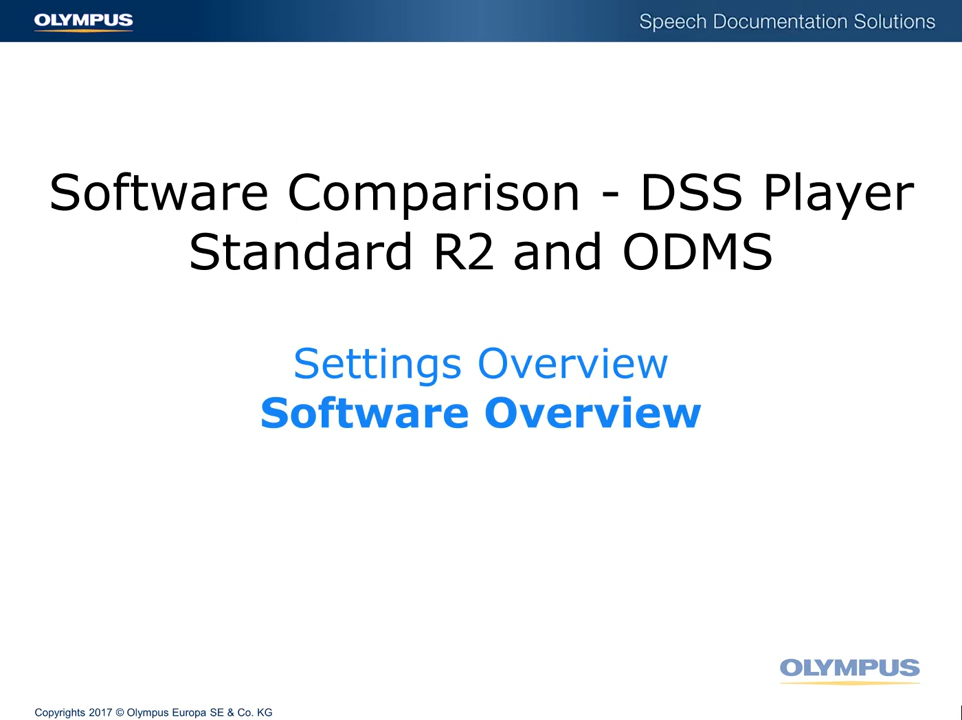 OLYMPUS
Speech Documentation Solutions
Software Comparison - DSS Player
Standard R2 and ODMS
Settings Overview
Software Overview
OLYMPUS
Copyrights 2017 © Olympus Europa SE & Co. KG